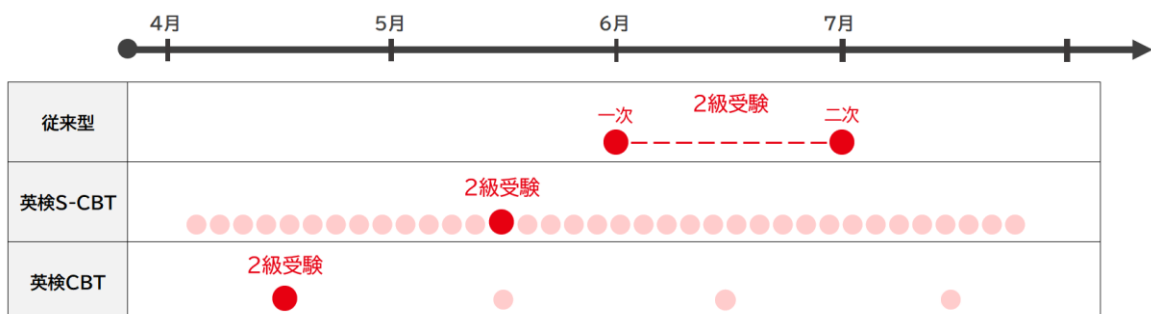 4月 5月 6月 7月
従来型
一次 2級受験 二次
英検S-CBT
2級受験
英検CBT
2級受験